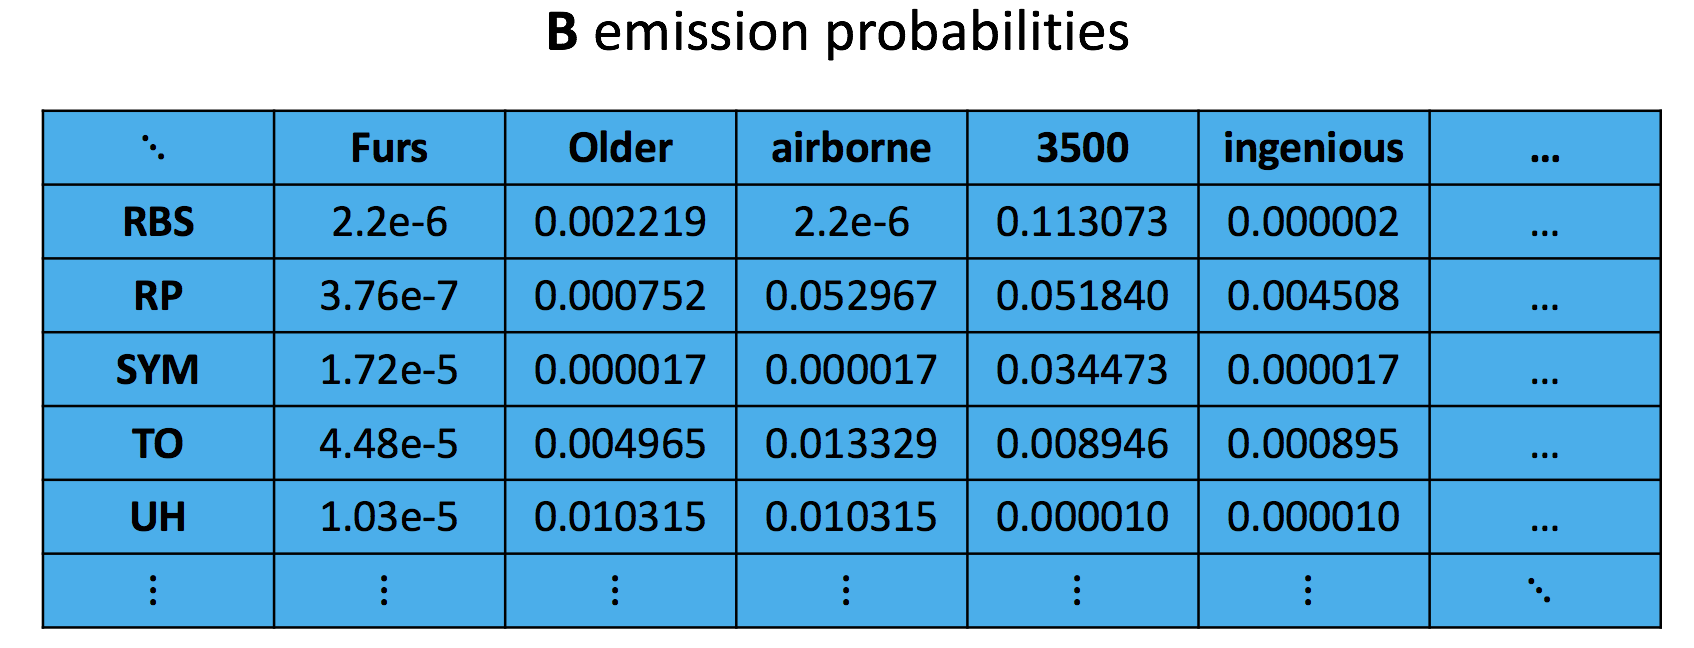 B emission probabilities
⋱ Furs Older airborne 3500 ingenious ...
RBS 2.2e-6 0.002219 2.2e-6 0.113073 0.000002 ...
RP 3.76e-7 0.000752 0.052967 0.051840 0.004508 ...
SYM 1.72e-5 0.000017 0.000017 0.034473 0.000017 ...
TO 4.48e-5 0.004965 0.013329 0.008946 0.000895 ...
UH 1.03e-5 0.010315 0.010315 0.000010 0.000010 ...
⋮ ⋮ ⋮ ⋮ ⋮ ⋮ ⋱